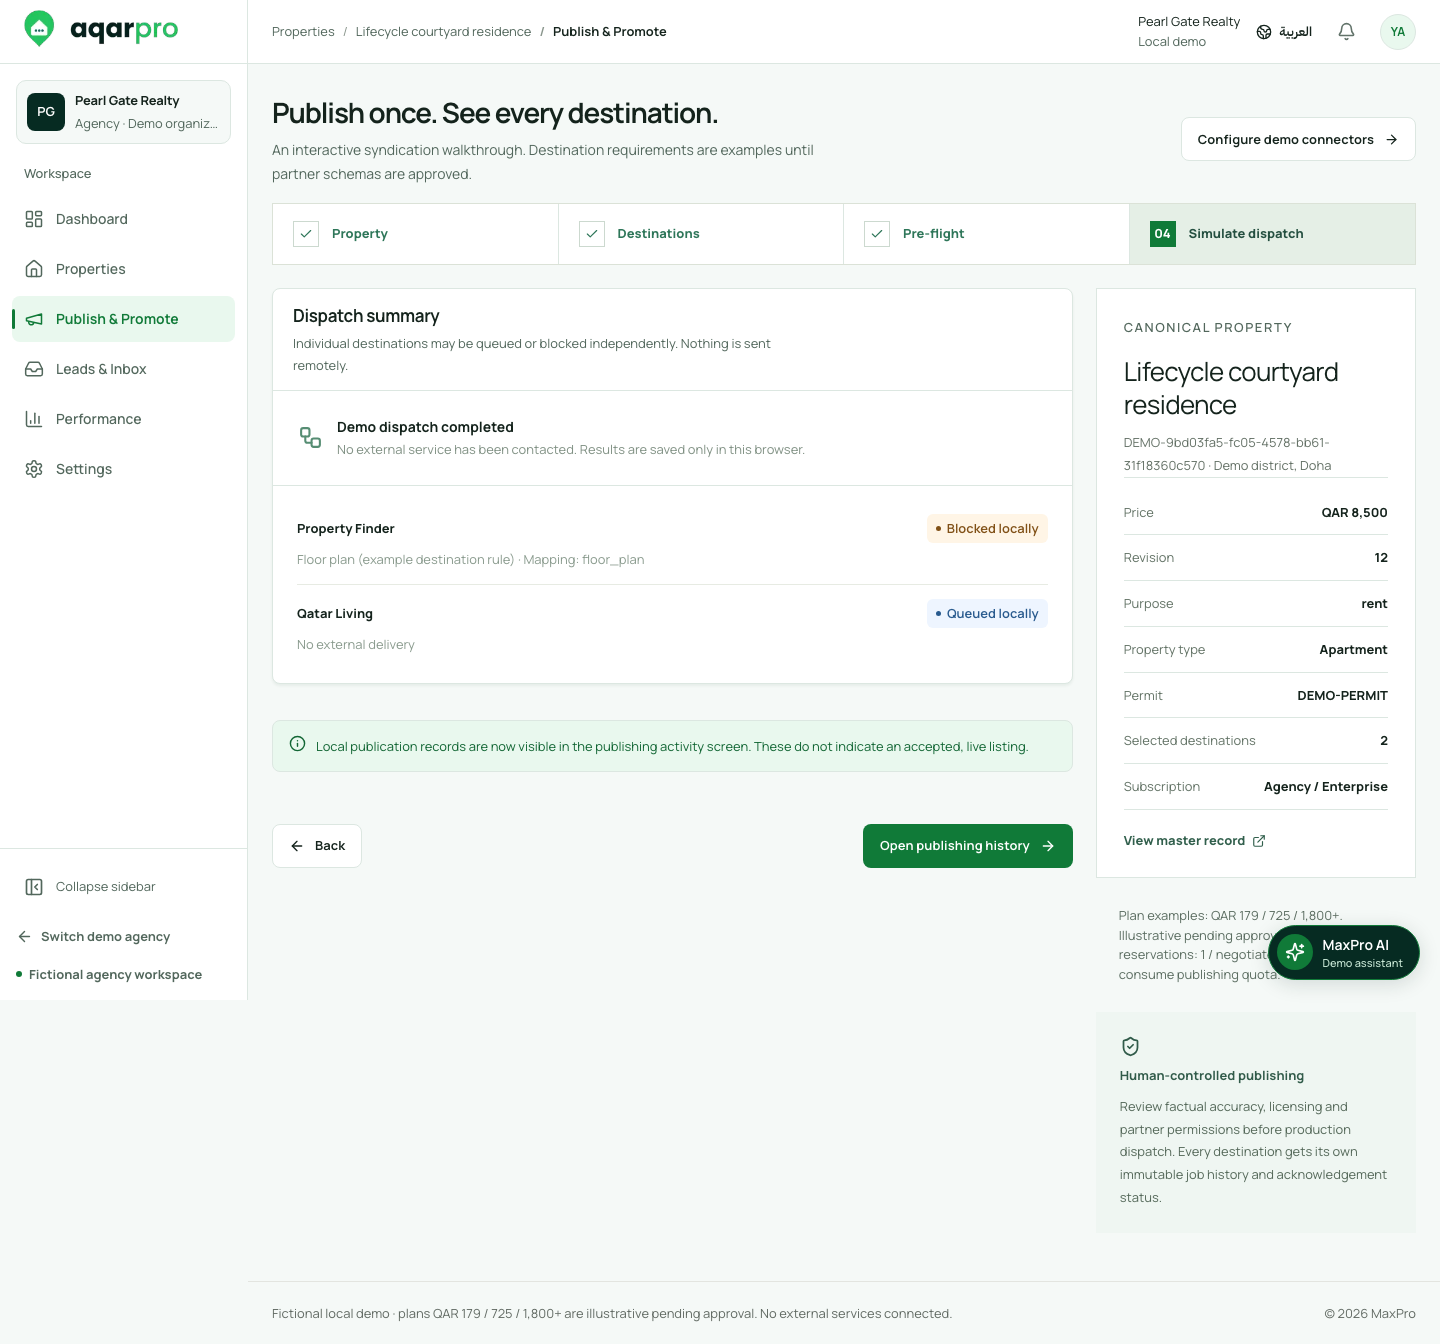 aqarpro
Properties / Lifecycle courtyard residence / Publish & Promote
Pearl Gate Realty
Local demo
العربية
YA
PG
Pearl Gate Realty
Agency · Demo organiz...
Workspace
Dashboard
Properties
Publish & Promote
Leads & Inbox
Performance
Settings
Collapse sidebar
Switch demo agency
Fictional agency workspace
Publish once. See every destination.
An interactive syndication walkthrough. Destination requirements are examples until
partner schemas are approved.
Configure demo connectors
Property
Destinations
Pre-flight
04 Simulate dispatch
Dispatch summary
Individual destinations may be queued or blocked independently. Nothing is sent
remotely.
Demo dispatch completed
No external service has been contacted. Results are saved only in this browser.
Property Finder
Blocked locally
Floor plan (example destination rule) · Mapping: floor_plan
Qatar Living
Queued locally
No external delivery
Local publication records are now visible in the publishing activity screen. These do not indicate an accepted, live listing.
Back
Open publishing history
CANONICAL PROPERTY
Lifecycle courtyard
residence
DEMO-9bd03fa5-fc05-4578-bb61-
31f18360c570 · Demo district, Doha
Price QAR 8,500
Revision 12
Purpose rent
Property type Apartment
Permit DEMO-PERMIT
Selected destinations 2
Subscription Agency / Enterprise
View master record
Plan examples: QAR 179 / 725 / 1,800+.
Illustrative pending
reservations: 1 /
consume publishing quota.
MaxPro AI
Demo assistant
Human-controlled publishing
Review factual accuracy, licensing and
partner permissions before production
dispatch. Every destination gets its own
immutable job history and acknowledgement
status.
Fictional local demo · plans QAR 179 / 725 / 1,800+ are illustrative pending approval. No external services connected.
© 2026 MaxPro